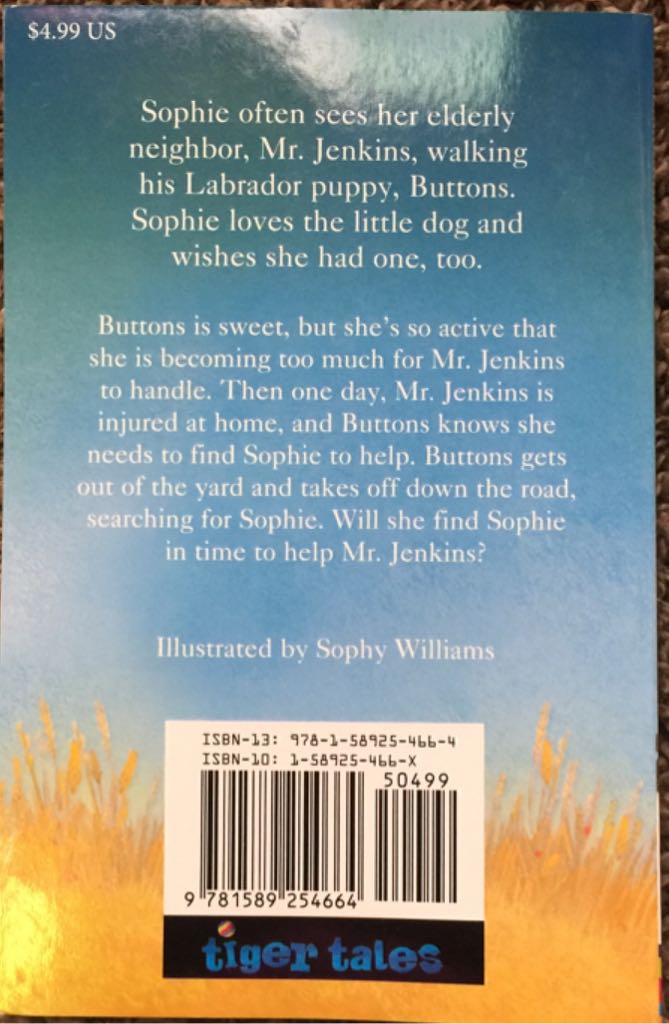 $4.99 US
Sophie often sees her elderly
neighbor, Mr. Jenkins, walking
his Labrador puppy, Buttons.
Sophie loves the little dog and
wishes she had one, too.
Buttons is sweet, but she's so active that
she is becoming too much for Mr. Jenkins
to handle. Then one day, Mr. Jenkins is
injured at home, and Buttons knows she
needs to find Sophie to help. Buttons gets
out of the yard and takes off down the road,
searching for Sophie. Will she find Sophie
in time to help Mr. Jenkins?
Illustrated by Sophy Williams
ISBN-13: 978-1-58925-466-4
ISBN-10: 1-58925-466-X
50499
9 781589 254664
tiger tales